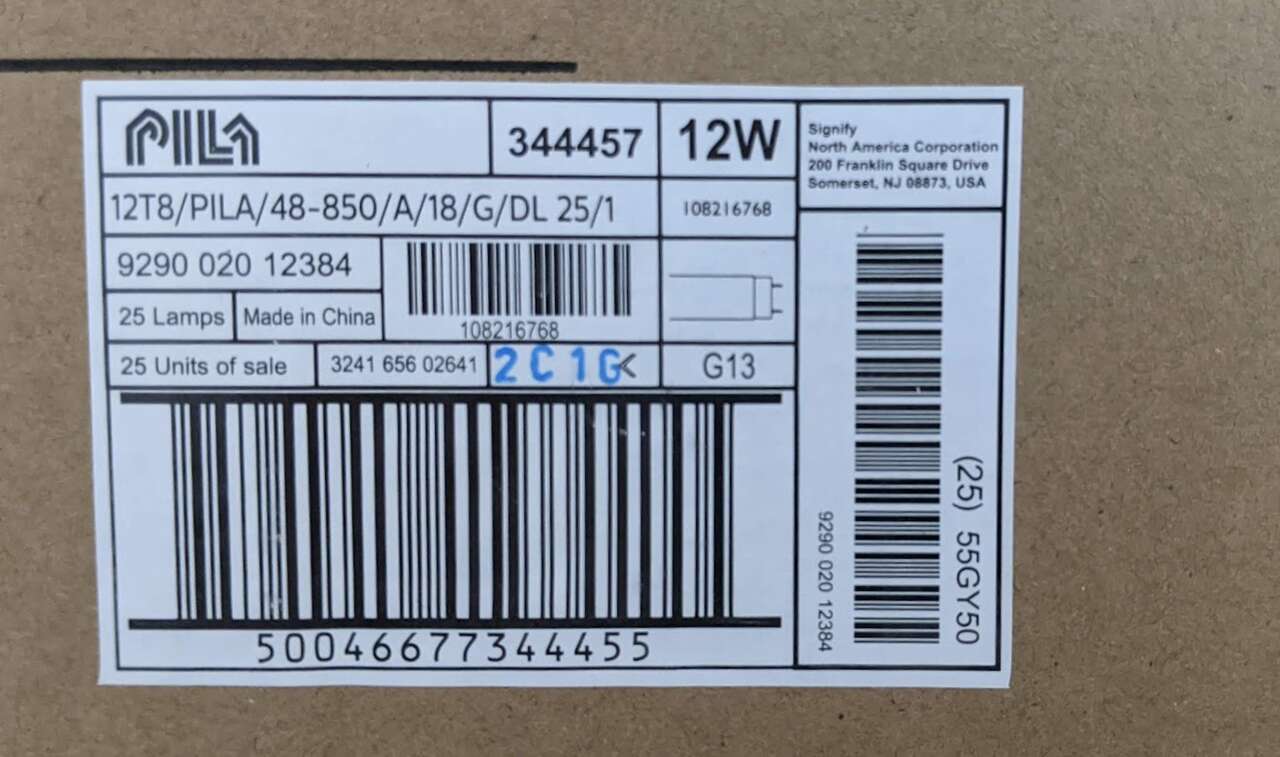 PILA
344457
12W
Signify
North America Corporation
200 Franklin Square Drive
Somerset, NJ 08873, USA
12T8/PILA/48-850/A/18/G/DL 25/1
108216768
9290 020 12384
108216768
25 Lamps
Made in China
25 Units of sale
3241 656 02641
2C1G<
G13
50046677344455
9290 020 12384
(25) 55GY50